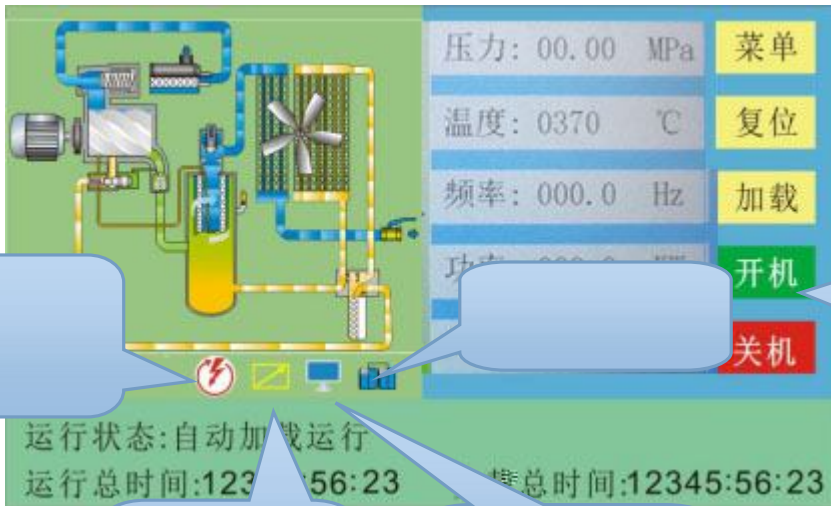 压力: 00.00 MPa
菜单
温度: 0370 ℃
复位
频率: 000.0 Hz
加载
开机
关机
运行状态:自动加载运行
运行总时间:123 56:23
总时间:12345:56:23